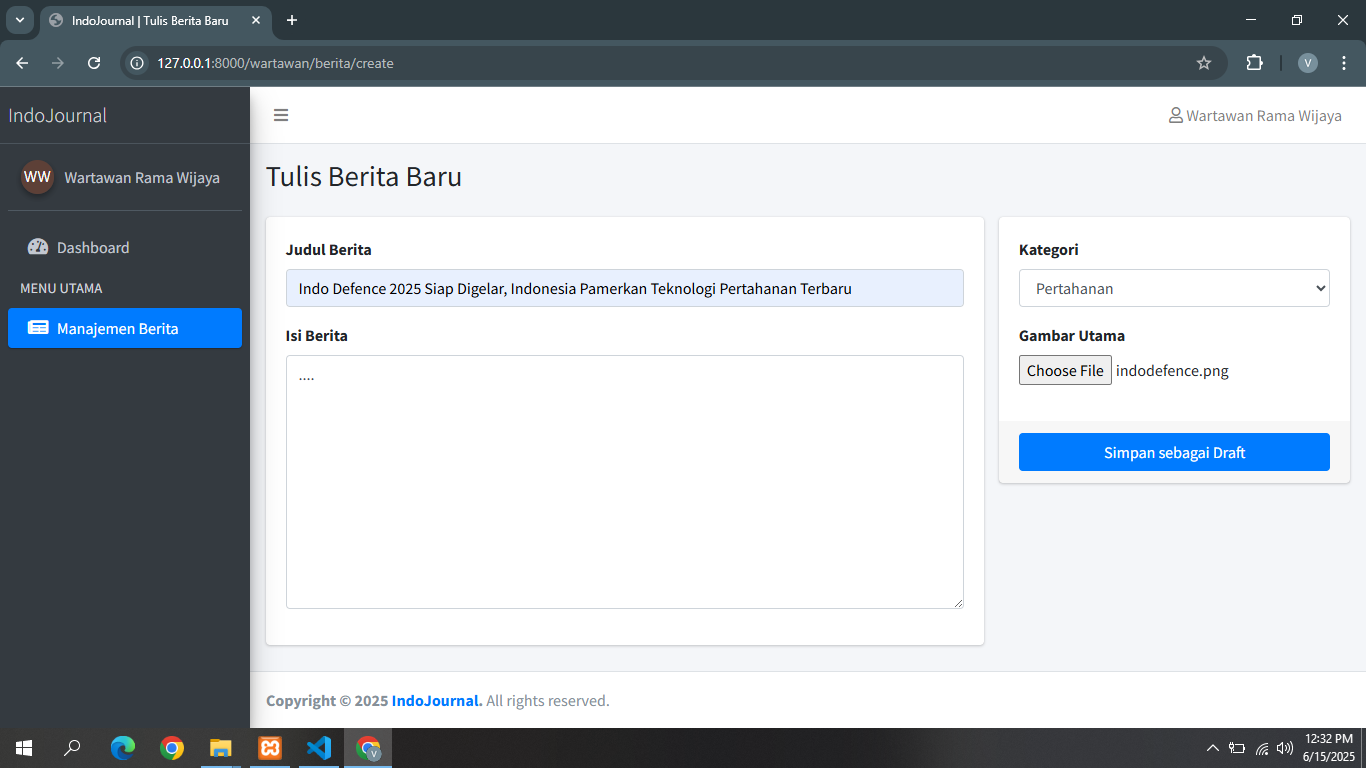 IndoJournal | Tulis Berita Baru
127.0.0.1:8000/wartawan/berita/create
V
IndoJournal
Wartawan Rama Wijaya
WW Wartawan Rama Wijaya
Tulis Berita Baru
Dashboard
MENU UTAMA
Manajemen Berita
Judul Berita
Indo Defence 2025 Siap Digelar, Indonesia Pamerkan Teknologi Pertahanan Terbaru
Isi Berita
....
Kategori
Pertahanan
Gambar Utama
Choose File indodefence.png
Simpan sebagai Draft
Copyright © 2025 IndoJournal. All rights reserved.
V
12:32 PM
6/15/2025